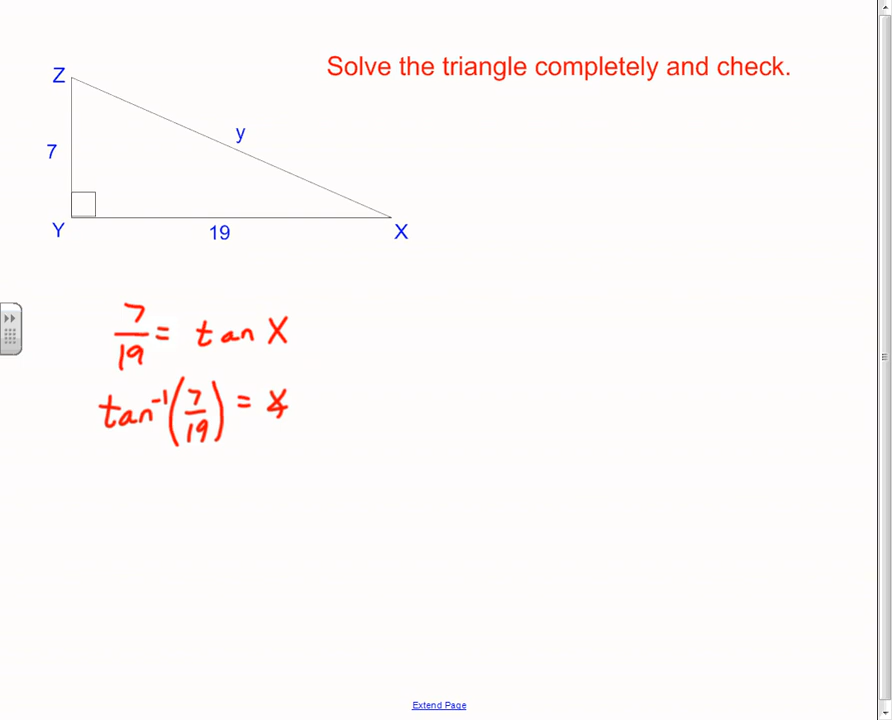 Solve the triangle completely and check.
Z
y
7
Y
19
X
7/19 = tan X
tan⁻¹(7/19) = X
Extend Page